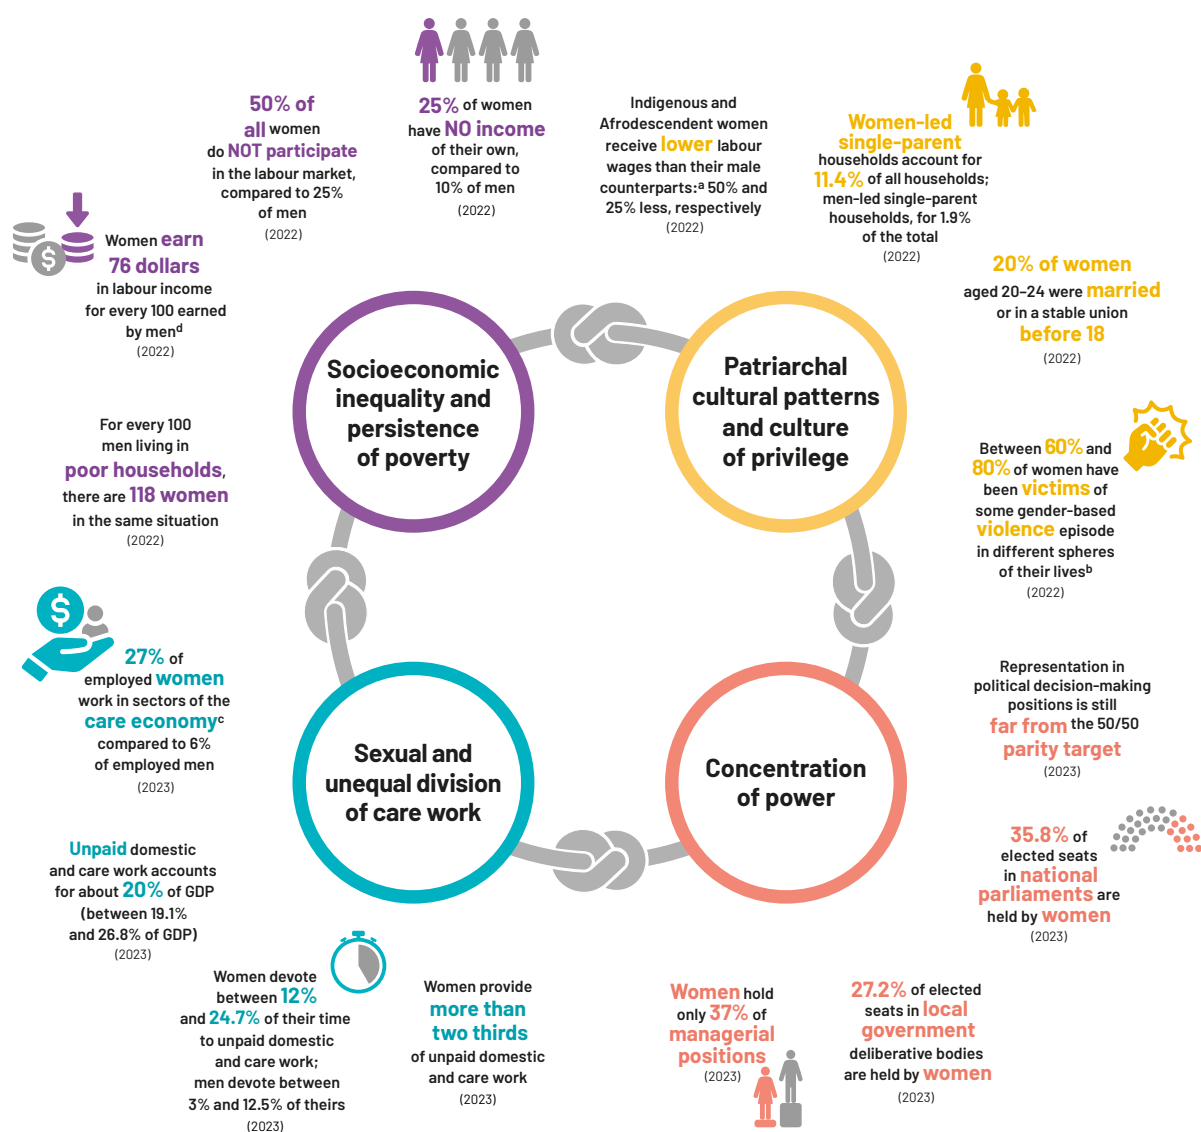 50% of
all women
do NOT participate
in the labour market,
compared to 25%
of men
(2022)
25% of women
have NO income
of their own,
compared to
10% of men
(2022)
Indigenous and
Afrodescendent women
receive lower labour
wages than their male
counterparts:ᵃ 50% and
25% less, respectively
(2022)
Women-led
single-parent
households account for
11.4% of all households;
men-led single-parent
households, for 1.9%
of the total
(2022)
$
Women earn
76 dollars
in labour income
for every 100 earned
by menᵈ
(2022)
20% of women
aged 20–24 were married
or in a stable union
before 18
(2022)
Socioeconomic
inequality and
persistence
of poverty
Patriarchal
cultural patterns
and culture
of privilege
For every 100
men living in
poor households,
there are 118 women
in the same situation
(2022)
Between 60% and
80% of women have
been victims of
some gender-based
violence episode
in different spheres
of their livesᵇ
(2022)
$
27% of
employed women
work in sectors of the
care economyᶜ
compared to 6%
of employed men
(2023)
Representation in
political decision-making
positions is still
far from the 50/50
parity target
(2023)
Sexual and
unequal division
of care work
Concentration
of power
Unpaid domestic
and care work accounts
for about 20% of GDP
(between 19.1%
and 26.8% of GDP)
(2023)
35.8% of
elected seats
in national
parliaments are
held by women
(2023)
Women devote
between 12%
and 24.7% of their time
to unpaid domestic
and care work;
men devote between
3% and 12.5% of theirs
(2023)
Women provide
more than
two thirds
of unpaid domestic
and care work
(2023)
Women hold
only 37% of
managerial
positions
(2023)
27.2% of elected
seats in local
government
deliberative bodies
are held by women
(2023)